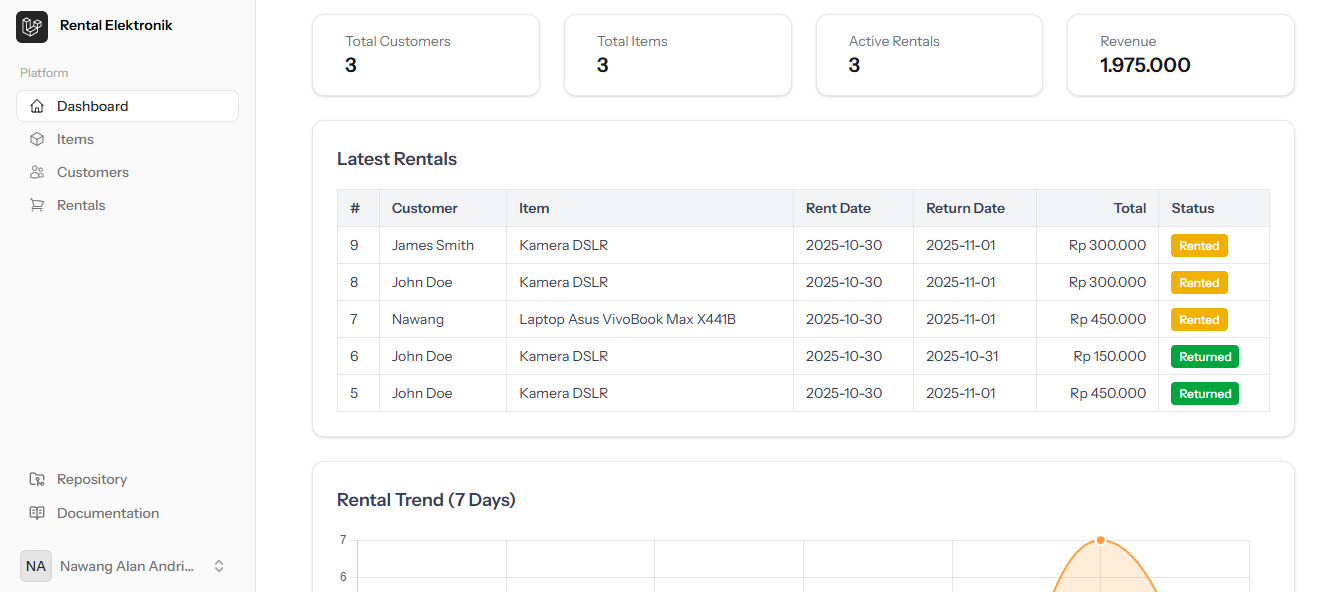 Rental Elektronik
Platform
Dashboard
Items
Customers
Rentals
Repository
Documentation
NA Nawang Alan Andri...
Total Customers
3
Total Items
3
Active Rentals
3
Revenue
1.975.000
Latest Rentals
# Customer Item Rent Date Return Date Total Status
9 James Smith Kamera DSLR 2025-10-30 2025-11-01 Rp 300.000 Rented
8 John Doe Kamera DSLR 2025-10-30 2025-11-01 Rp 300.000 Rented
7 Nawang Laptop Asus VivoBook Max X441B 2025-10-30 2025-11-01 Rp 450.000 Rented
6 John Doe Kamera DSLR 2025-10-30 2025-10-31 Rp 150.000 Returned
5 John Doe Kamera DSLR 2025-10-30 2025-11-01 Rp 450.000 Returned
Rental Trend (7 Days)
7
6